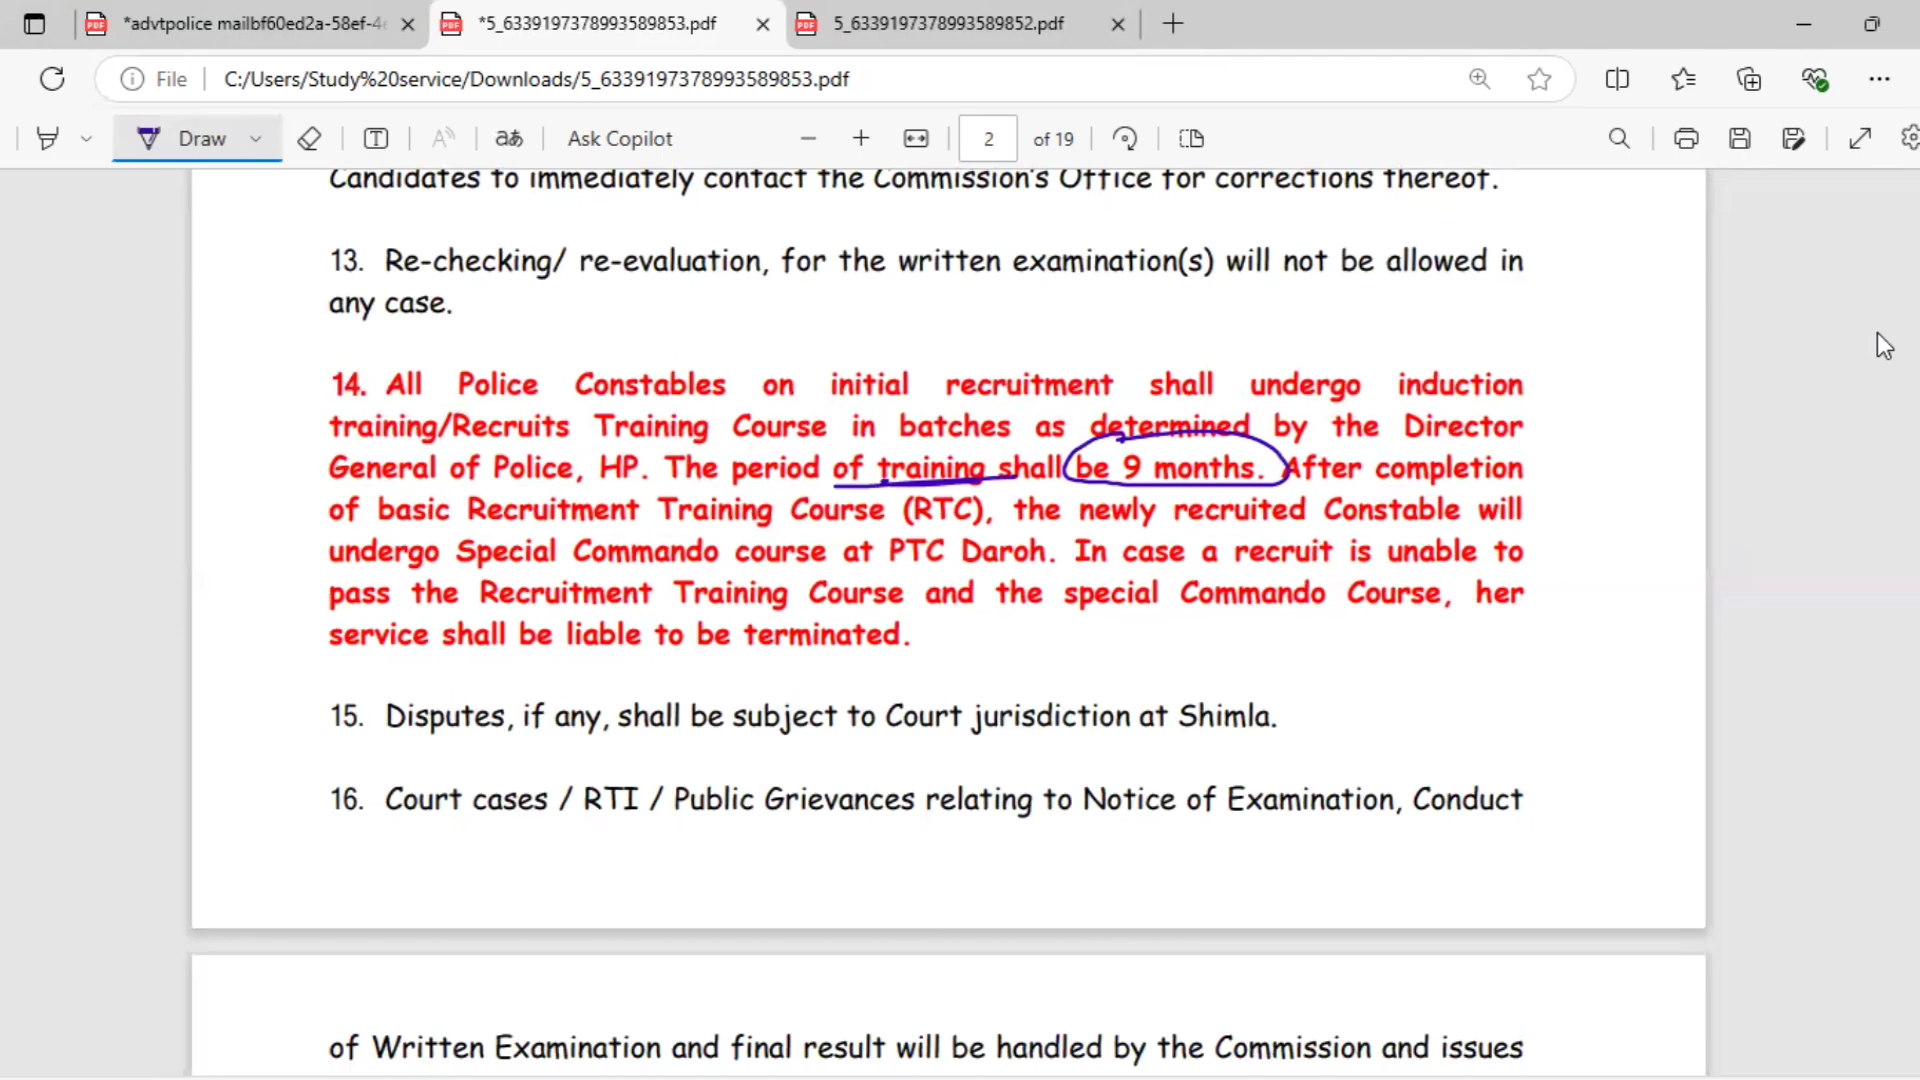 *advtpolice mailbf60ed2a-58ef-4
*5_6339197378993589853.pdf
5_6339197378993589852.pdf
File
C:/Users/Study%20service/Downloads/5_6339197378993589853.pdf
Draw
Ask Copilot
2
of 19
Candidates to immediately contact the Commission's Office for corrections thereof.
13. Re-checking/ re-evaluation, for the written examination(s) will not be allowed in
any case.
14. All Police Constables on initial recruitment shall undergo induction
training/Recruits Training Course in batches as determined by the Director
General of Police, HP. The period of training shall be 9 months. After completion
of basic Recruitment Training Course (RTC), the newly recruited Constable will
undergo Special Commando course at PTC Daroh. In case a recruit is unable to
pass the Recruitment Training Course and the special Commando Course, her
service shall be liable to be terminated.
15. Disputes, if any, shall be subject to Court jurisdiction at Shimla.
16. Court cases / RTI / Public Grievances relating to Notice of Examination, Conduct
of Written Examination and final result will be handled by the Commission and issues